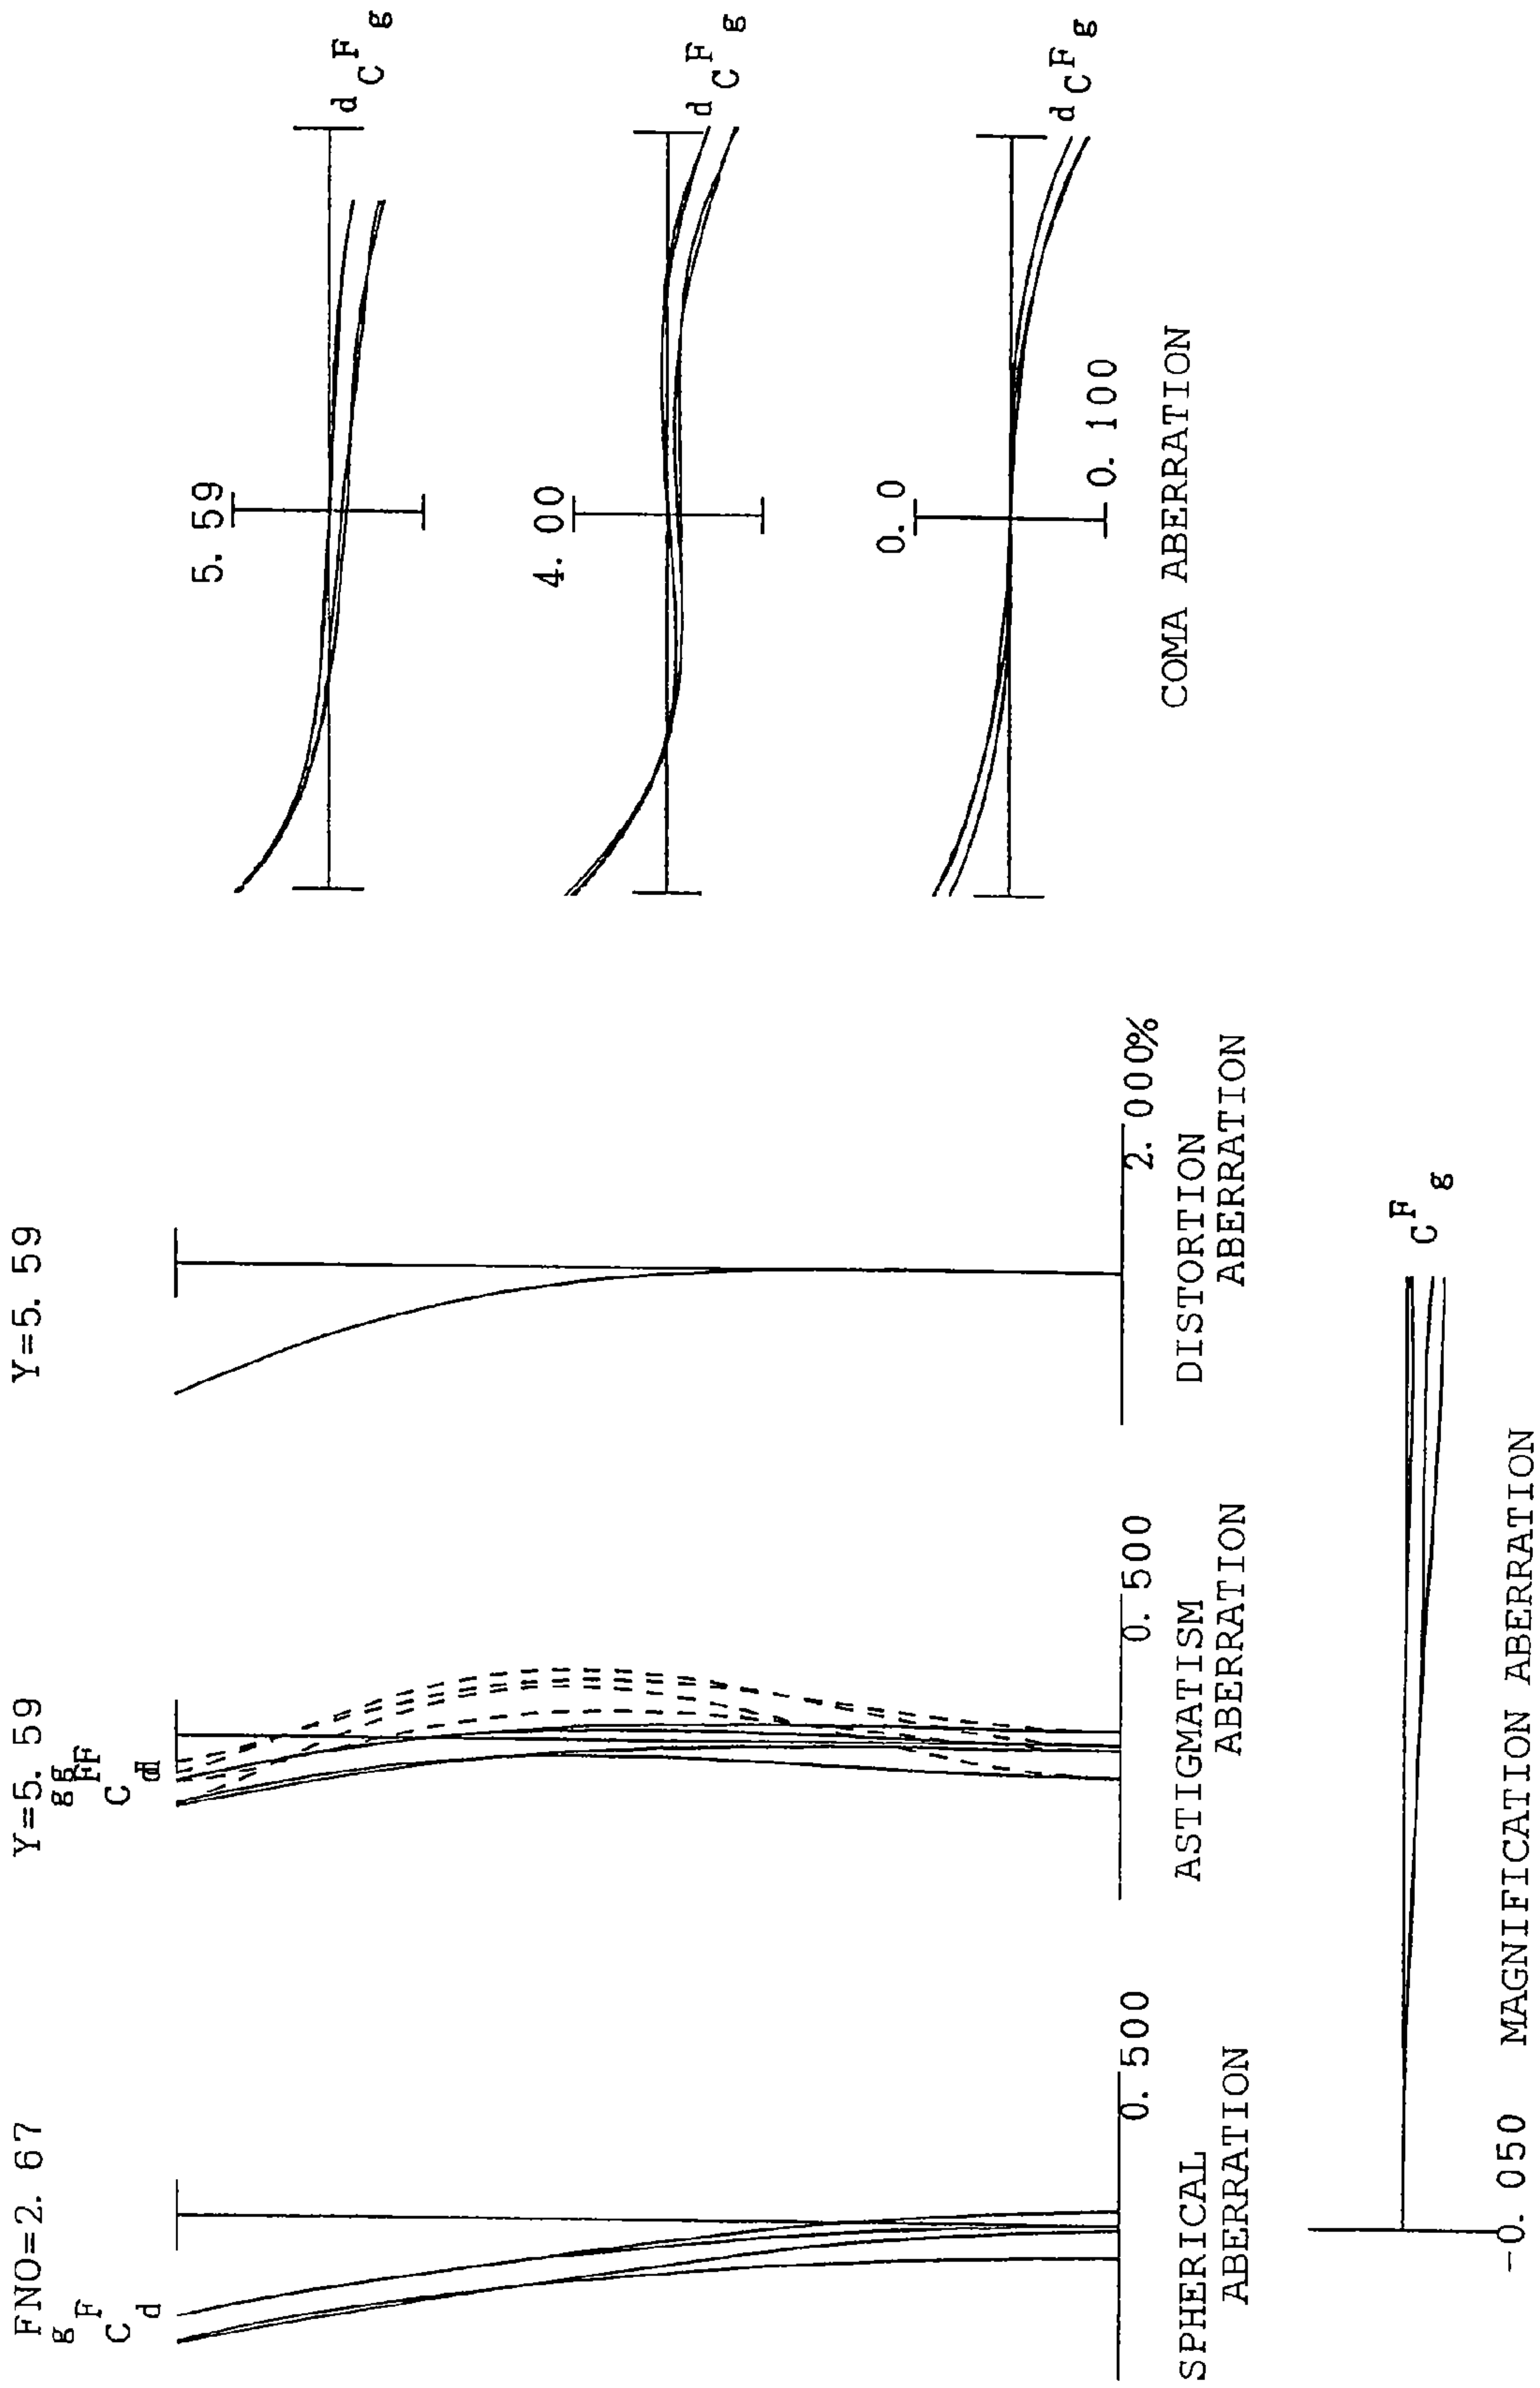 FNO=2.67
g
F
C
d
0.500
SPHERICAL
ABERRATION
Y=5.59
g g
F F
C
d d
0.500
ASTIGMATISM
ABERRATION
Y=5.59
2.000%
DISTORTION
ABERRATION
5.59
d C F g
4.00
d C F g
0.0
d C F g
0.100
COMA ABERRATION
C F g
-0.050
MAGNIFICATION ABERRATION